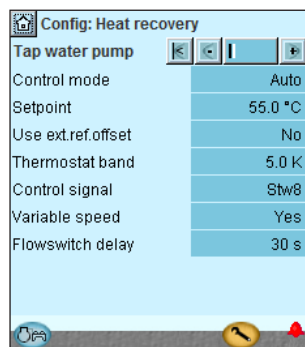 Config: Heat recovery
Tap water pump
Control mode Auto
Setpoint 55.0 °C
Use ext.ref.offset No
Thermostat band 5.0 K
Control signal Stw8
Variable speed Yes
Flowswitch delay 30 s